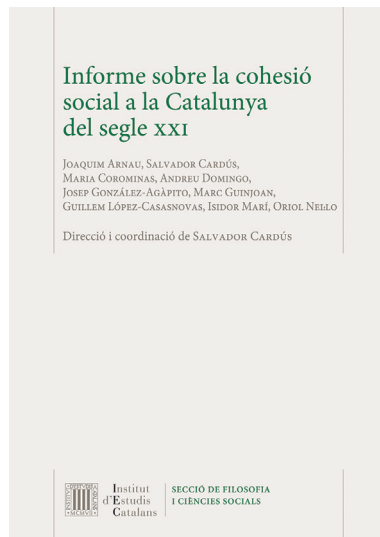 Informe sobre la cohesió
social a la Catalunya
del segle XXI
Joaquim Arnau, Salvador Cardús,
Maria Corominas, Andreu Domingo,
Josep González-Agàpito, Marc Guinjoan,
Guillem López-Casasnovas, Isidor Marí, Oriol Nel·lo
Direcció i coordinació de Salvador Cardús
Institut
d'Estudis
Catalans
SECCIÓ DE FILOSOFIA
I CIÈNCIES SOCIALS